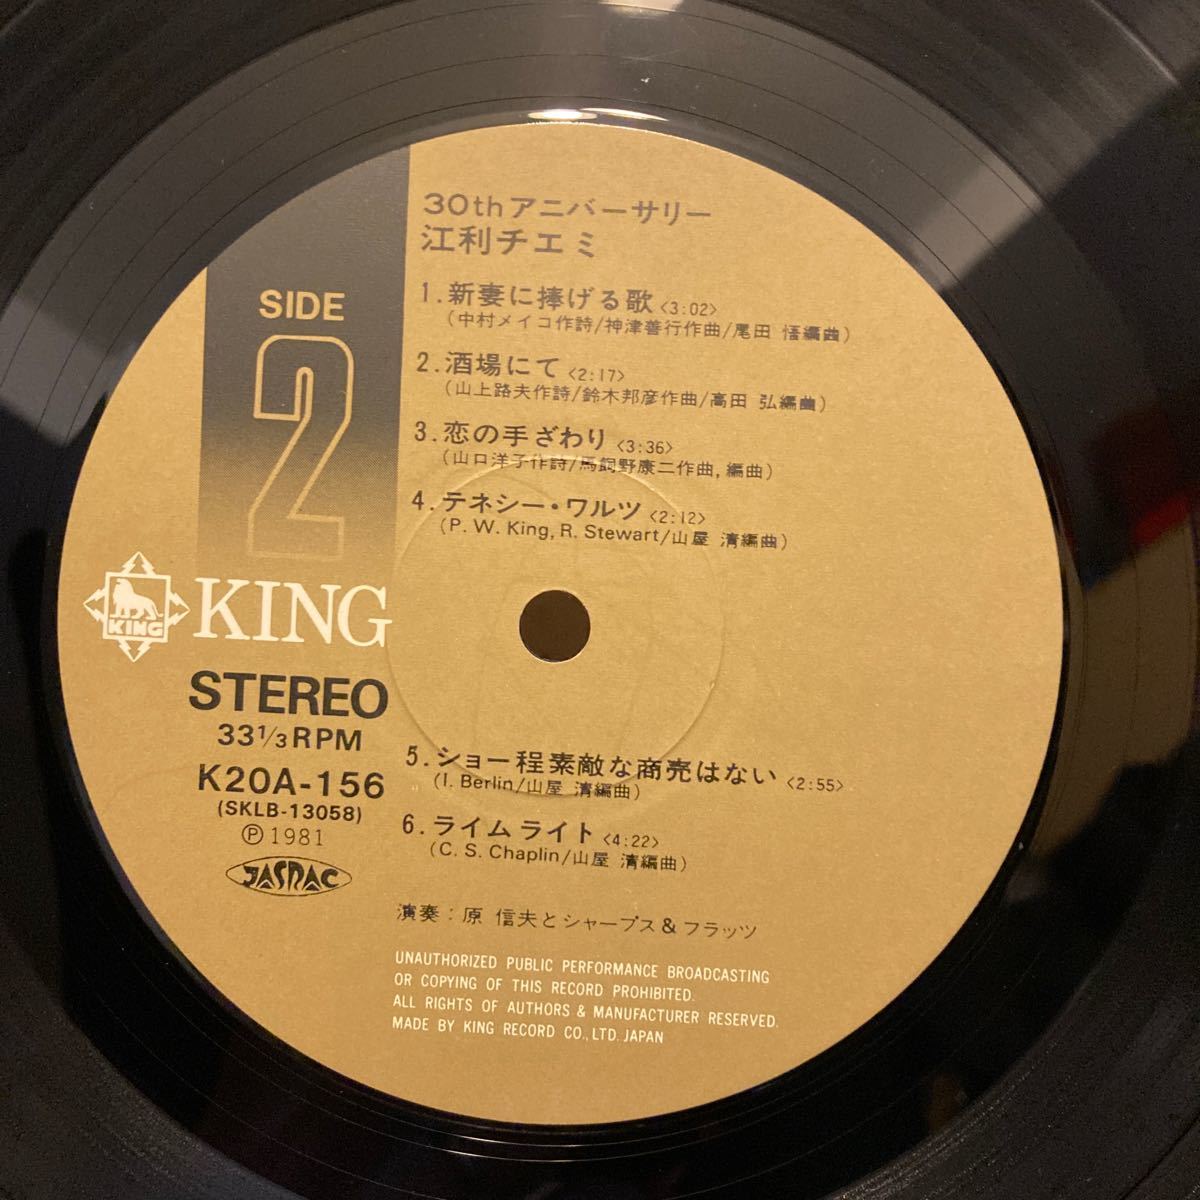 30thアニバーサリー
江利チエミ
SIDE
2
1.新妻に捧げる歌<3:02>
(中村メイコ作詩/神津善行作曲/尾田 悟編曲)
2.酒場にて<2:17>
(山上路夫作詩/鈴木邦彦作曲/高田 弘編曲)
3.恋の手ざわり<3:36>
(山口洋子作詩/馬飼野康二作曲,編曲)
4.テネシー・ワルツ<2:12>
(P. W. King, R. Stewart/山屋 清編曲)
KING
KING
STEREO
33⅓RPM
K20A-156
(SKLB-13058)
Ⓟ1981
JASRAC
5.ショー程素敵な商売はない<2:55>
(I. Berlin/山屋 清編曲)
6.ライムライト<4:22>
(C. S. Chaplin/山屋 清編曲)
演奏:原 信夫とシャープス&フラッツ
UNAUTHORIZED PUBLIC PERFORMANCE BROADCASTING
OR COPYING OF THIS RECORD PROHIBITED.
ALL RIGHTS OF AUTHORS & MANUFACTURER RESERVED.
MADE BY KING RECORD CO., LTD. JAPAN